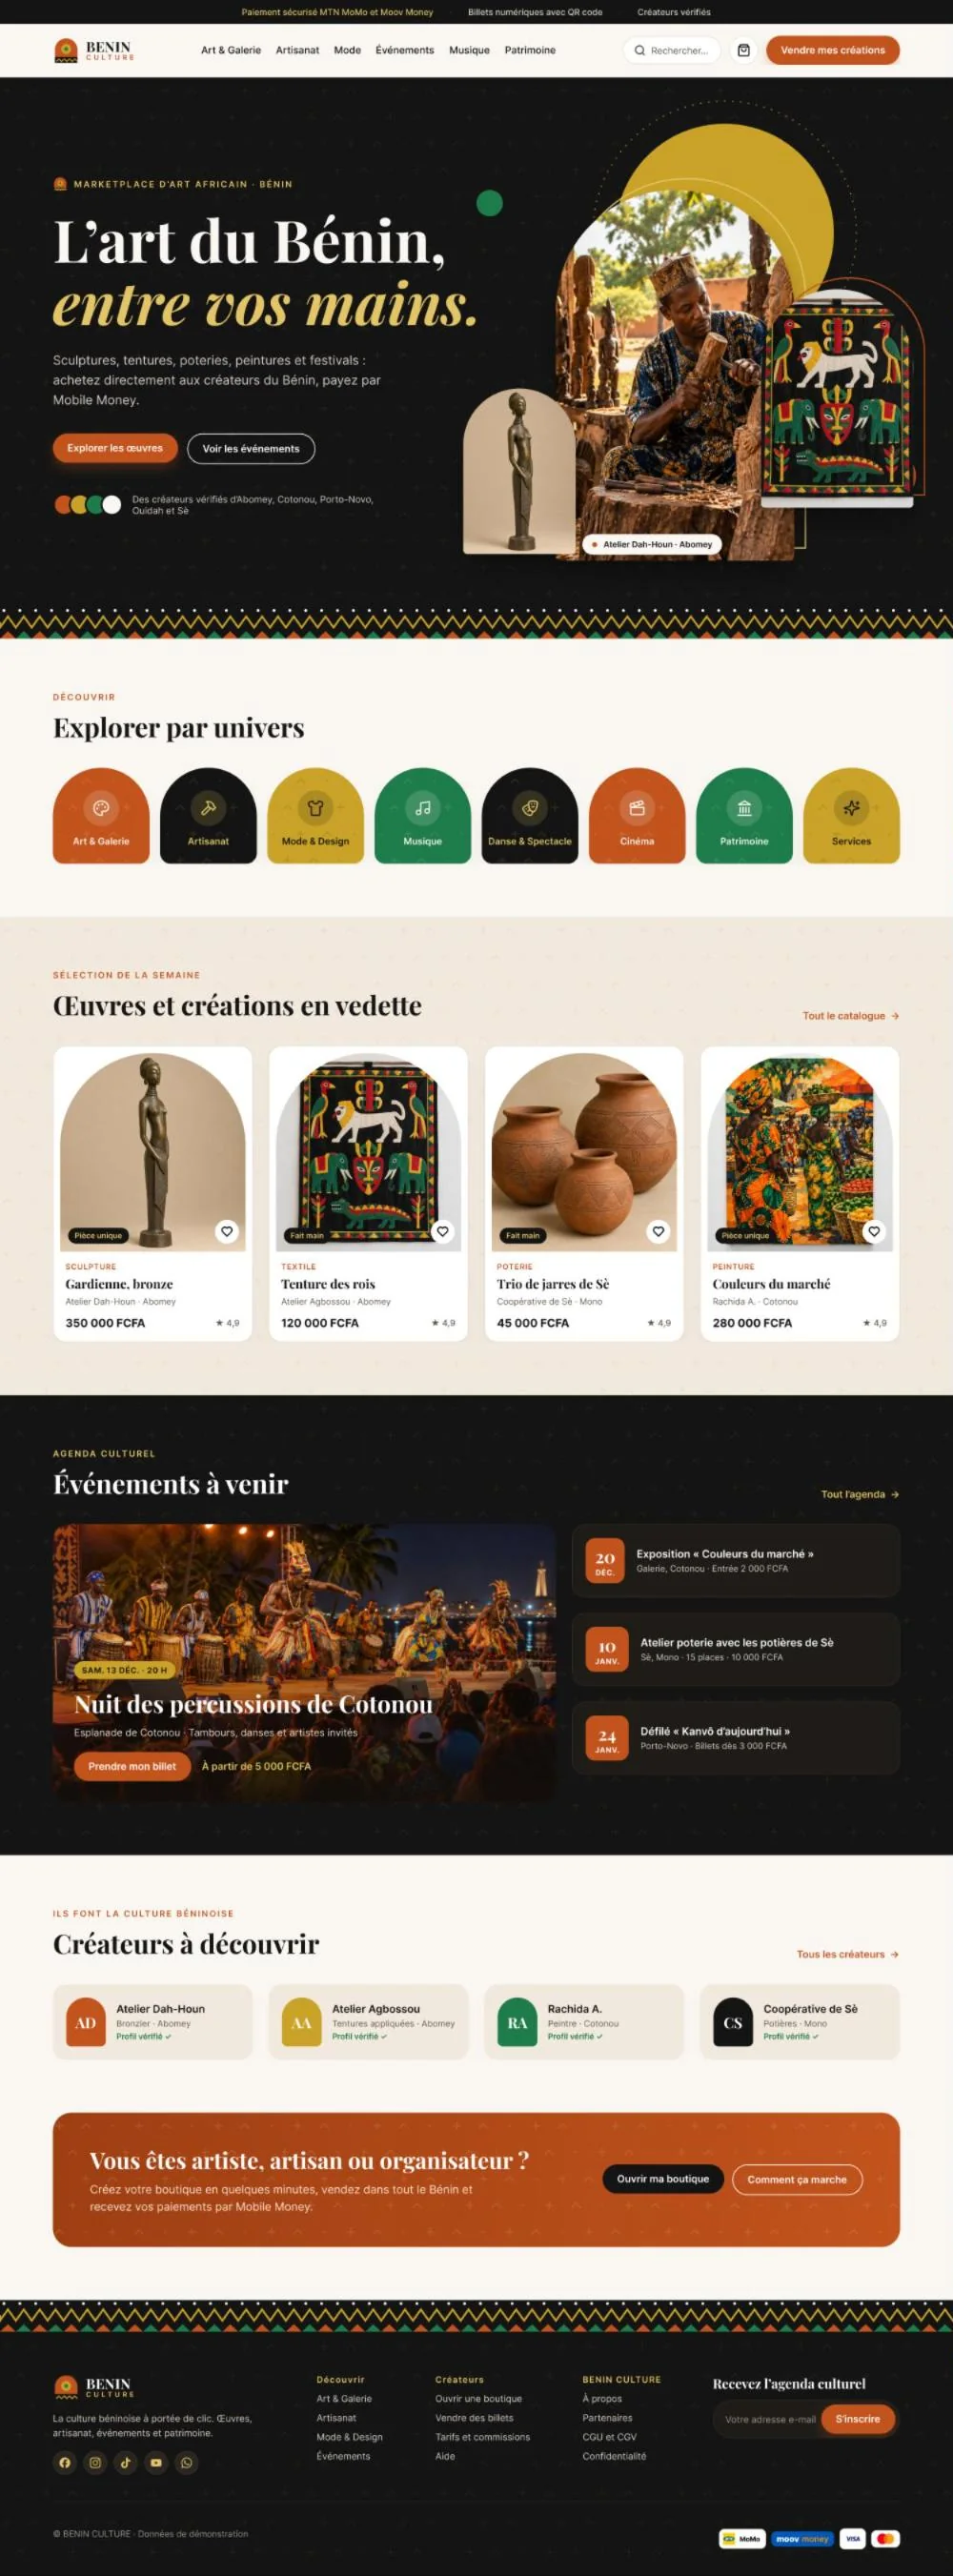 Paiement sécurisé MTN MoMo et Moov Money
Billets numériques avec QR code
Créateurs vérifiés
BENIN
CULTURE
Art & Galerie
Artisanat
Mode
Événements
Musique
Patrimoine
Rechercher...
Vendre mes créations
MARKETPLACE D'ART AFRICAIN · BÉNIN
L'art du Bénin,
entre vos mains.
Sculptures, tentures, poteries, peintures et festivals :
achetez directement aux créateurs du Bénin, payez par
Mobile Money.
Explorer les œuvres
Voir les événements
Des créateurs vérifiés d'Abomey, Cotonou, Porto-Novo,
Ouidah et Sè
Atelier Dah-Houn · Abomey
DÉCOUVRIR
Explorer par univers
Art & Galerie
Artisanat
Mode & Design
Musique
Danse & Spectacle
Cinéma
Patrimoine
Services
SÉLECTION DE LA SEMAINE
Œuvres et créations en vedette
Tout le catalogue →
Pièce unique
SCULPTURE
Gardienne, bronze
Atelier Dah-Houn · Abomey
350 000 FCFA
★ 4,9
Fait main
TEXTILE
Tenture des rois
Atelier Agbossou · Abomey
120 000 FCFA
★ 4,9
Fait main
POTERIE
Trio de jarres de Sè
Coopérative de Sè · Mono
45 000 FCFA
★ 4,9
Pièce unique
PEINTURE
Couleurs du marché
Rachida A. · Cotonou
280 000 FCFA
★ 4,9
AGENDA CULTUREL
Événements à venir
Tout l'agenda →
SAM. 13 DÉC. · 20 H
Nuit des percussions de Cotonou
Esplanade de Cotonou · Tambours, danses et artistes invités
Prendre mon billet
À partir de 5 000 FCFA
20
DÉC.
Exposition « Couleurs du marché »
Galerie, Cotonou · Entrée 2 000 FCFA
10
JANV.
Atelier poterie avec les potières de Sè
Sè, Mono · 15 places · 10 000 FCFA
24
JANV.
Défilé « Kanvô d'aujourd'hui »
Porto-Novo · Billets dès 3 000 FCFA
ILS FONT LA CULTURE BÉNINOISE
Créateurs à découvrir
Tous les créateurs →
AD
Atelier Dah-Houn
Bronzier · Abomey
Profil vérifié ✓
AA
Atelier Agbossou
Tentures appliquées · Abomey
Profil vérifié ✓
RA
Rachida A.
Peintre · Cotonou
Profil vérifié ✓
CS
Coopérative de Sè
Potières · Mono
Profil vérifié ✓
Vous êtes artiste, artisan ou organisateur ?
Créez votre boutique en quelques minutes, vendez dans tout le Bénin et
recevez vos paiements par Mobile Money.
Ouvrir ma boutique
Comment ça marche
BENIN
CULTURE
La culture béninoise à portée de clic. Œuvres,
artisanat, événements et patrimoine.
Découvrir
Art & Galerie
Artisanat
Mode & Design
Événements
Créateurs
Ouvrir une boutique
Vendre des billets
Tarifs et commissions
Aide
BENIN CULTURE
À propos
Partenaires
CGU et CGV
Confidentialité
Recevez l'agenda culturel
Votre adresse e-mail
S'inscrire
© BENIN CULTURE · Données de démonstration
MoMo
moov money
VISA